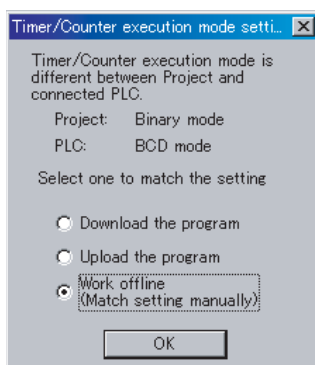 Timer/Counter execution mode setti...
Timer/Counter execution mode is
different between Project and
connected PLC.
Project: Binary mode
PLC: BCD mode
Select one to match the setting
Download the program
Upload the program
Work offline
(Match setting manually)
OK